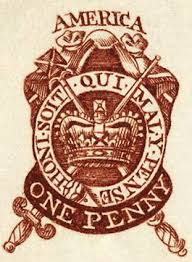 AMERICA
HONI · SOIT · QUI · MAL · Y · PENSE
ONE PENNY